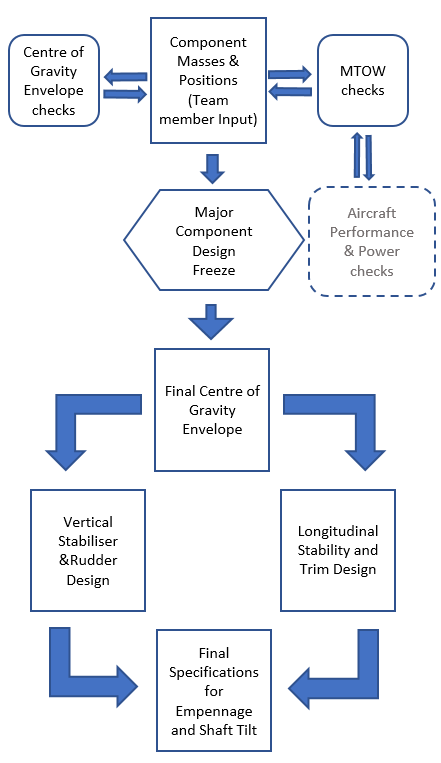 Centre of
Gravity
Envelope
checks
Component
Masses &
Positions
(Team
member Input)
MTOW
checks
Major
Component
Design
Freeze
Aircraft
Performance
& Power
checks
Final Centre of
Gravity
Envelope
Vertical
Stabiliser
&Rudder
Design
Longitudinal
Stability and
Trim Design
Final
Specifications
for
Empennage
and Shaft Tilt